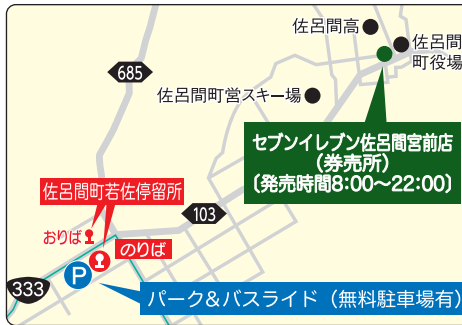 佐呂間高
佐呂間
町役場
685
佐呂間町営スキー場
セブンイレブン佐呂間宮前店
（券売所）
〔発売時間8:00～22:00〕
佐呂間町若佐停留所
103
おりば
のりば
P
333
パーク&バスライド（無料駐車場有）